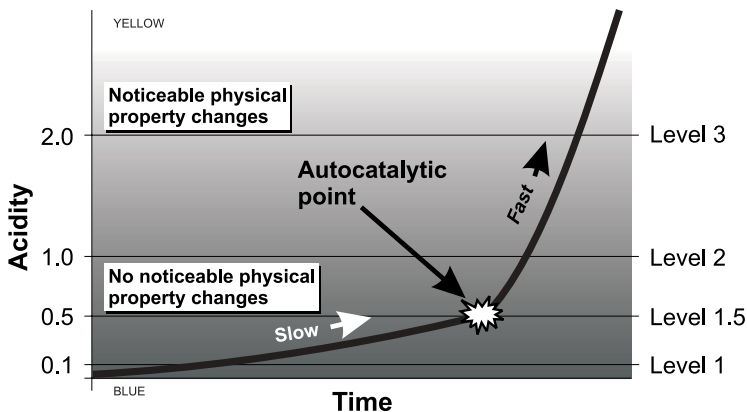 YELLOW
Noticeable physical
property changes
2.0
Level 3
Autocatalytic
point
Fast
Acidity
1.0
Level 2
No noticeable physical
property changes
0.5
Slow
Level 1.5
0.1
Level 1
BLUE
Time